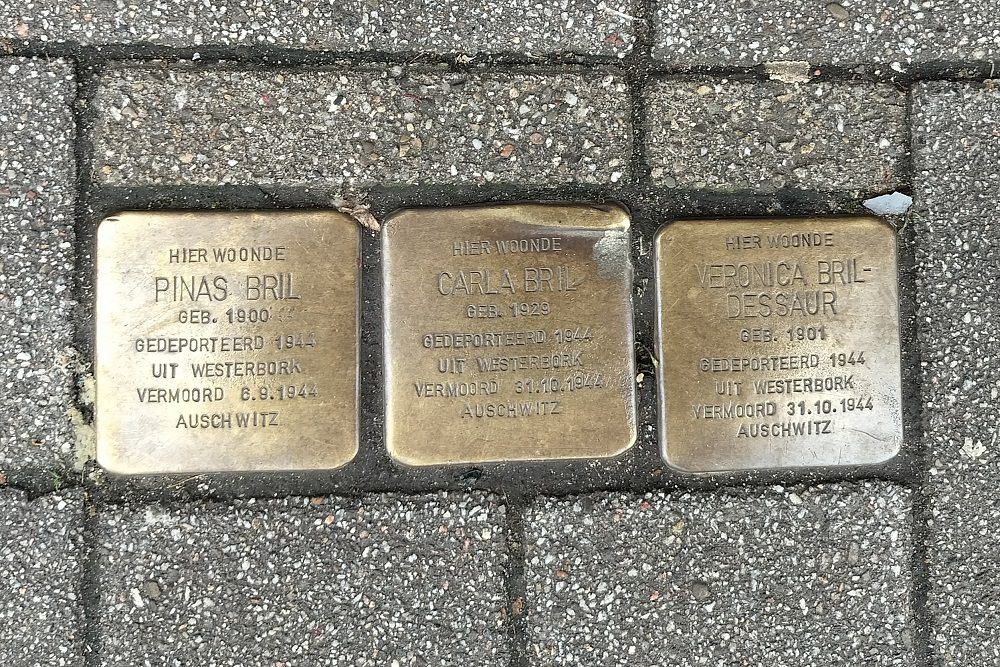 HIER WOONDE
PINAS BRIL
GEB. 1900
GEDEPORTEERD 1944
UIT WESTERBORK
VERMOORD 6.9.1944
AUSCHWITZ
HIER WOONDE
CARLA BRIL
GEB. 1929
GEDEPORTEERD 1944
UIT WESTERBORK
VERMOORD 31.10.1944
AUSCHWITZ
HIER WOONDE
VERONICA BRIL-
DESSAUR
GEB. 1901
GEDEPORTEERD 1944
UIT WESTERBORK
VERMOORD 31.10.1944
AUSCHWITZ